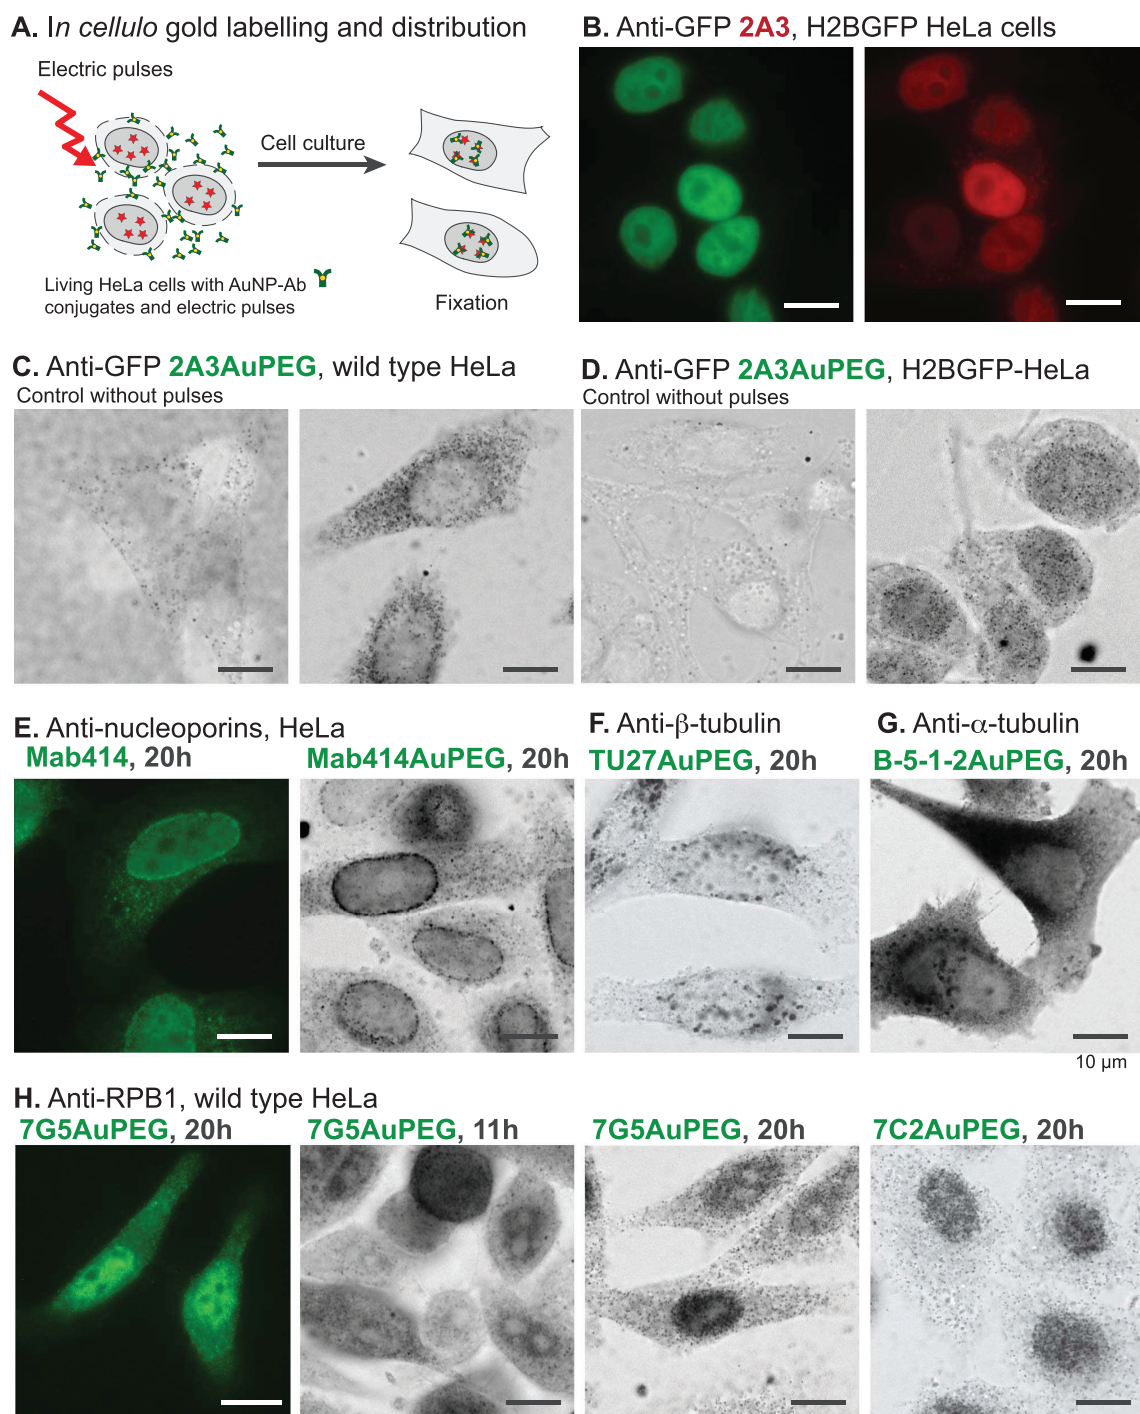 A. In cellulo gold labelling and distribution
Electric pulses
Cell culture
Living HeLa cells with AuNP-Ab
conjugates and electric pulses
Fixation
B. Anti-GFP 2A3, H2BGFP HeLa cells
C. Anti-GFP 2A3AuPEG, wild type HeLa
Control without pulses
D. Anti-GFP 2A3AuPEG, H2BGFP-HeLa
Control without pulses
E. Anti-nucleoporins, HeLa
Mab414, 20h
Mab414AuPEG, 20h
F. Anti-β-tubulin
TU27AuPEG, 20h
G. Anti-α-tubulin
B-5-1-2AuPEG, 20h
10 µm
H. Anti-RPB1, wild type HeLa
7G5AuPEG, 20h
7G5AuPEG, 11h
7G5AuPEG, 20h
7C2AuPEG, 20h